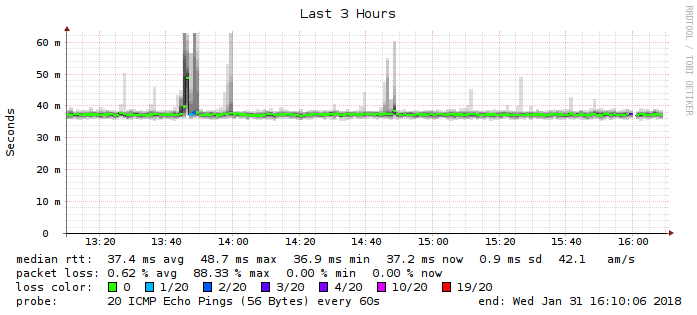 Last 3 Hours
RRDTOOL / TOBI OETIKER
Seconds
60 m
50 m
40 m
30 m
20 m
10 m
0
13:20 13:40 14:00 14:20 14:40 15:00 15:20 15:40 16:00
median rtt: 37.4 ms avg 48.7 ms max 36.9 ms min 37.2 ms now 0.9 ms sd 42.1 am/s
packet loss: 0.62 % avg 88.33 % max 0.00 % min 0.00 % now
loss color: 0 1/20 2/20 3/20 4/20 10/20 19/20
probe: 20 ICMP Echo Pings (56 Bytes) every 60s end: Wed Jan 31 16:10:06 2018